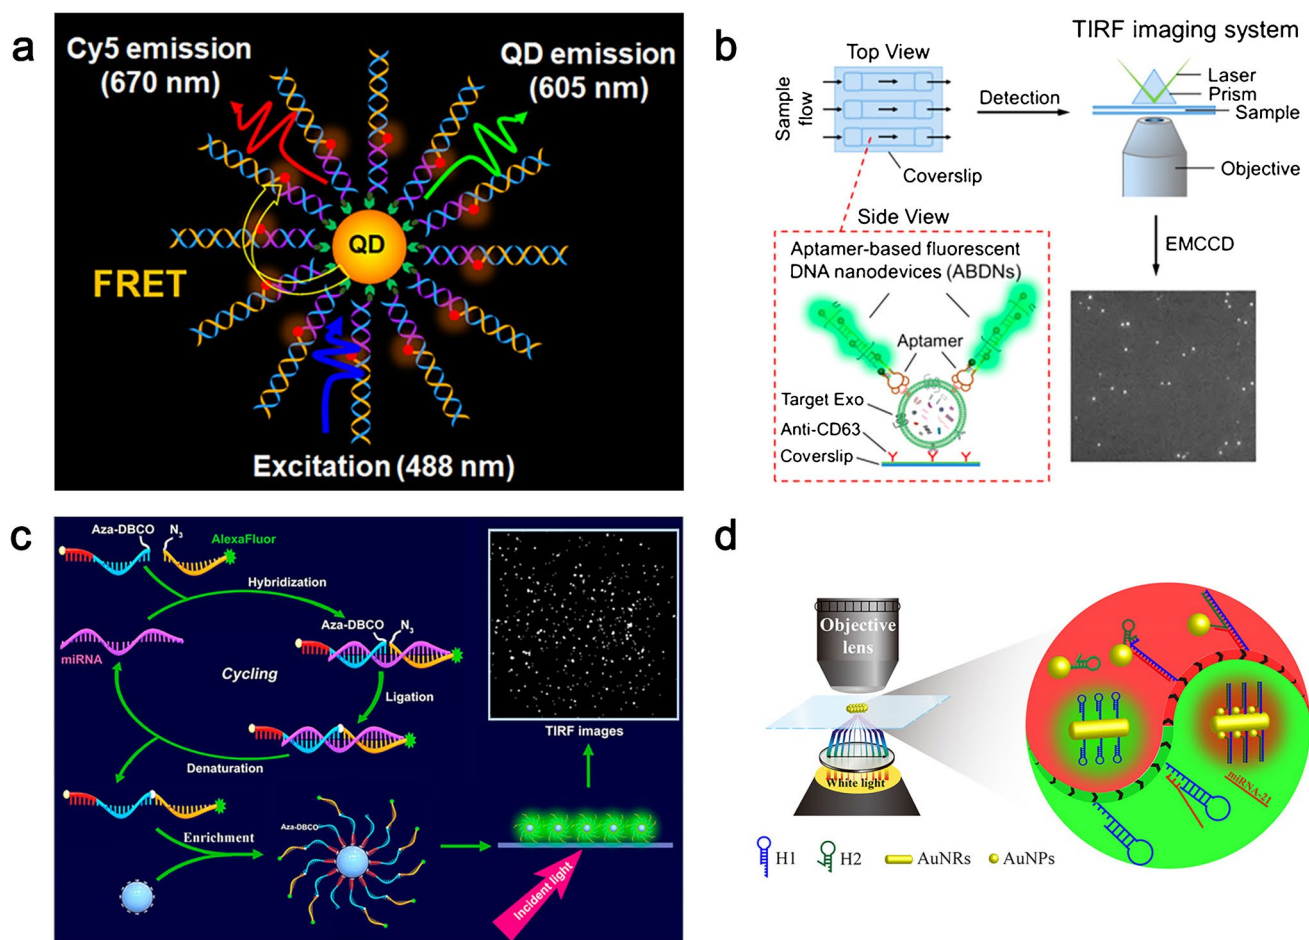 a
Cy5 emission
(670 nm)
QD emission
(605 nm)
QD
FRET
Excitation (488 nm)
b
TIRF imaging system
Top View
Sample
flow
Detection
Laser
Prism
Sample
Objective
Coverslip
Side View
EMCCD
Aptamer-based fluorescent
DNA nanodevices (ABDNs)
Aptamer
Target Exo
Anti-CD63
Coverslip
c
Aza-DBCO
N3
AlexaFluor
Hybridization
Aza-DBCO
N3
miRNA
Cycling
Ligation
TIRF images
Denaturation
Enrichment
Aza-DBCO
Incident light
d
Objective
lens
White light
miRNA-21
H1
H2
AuNRs
AuNPs